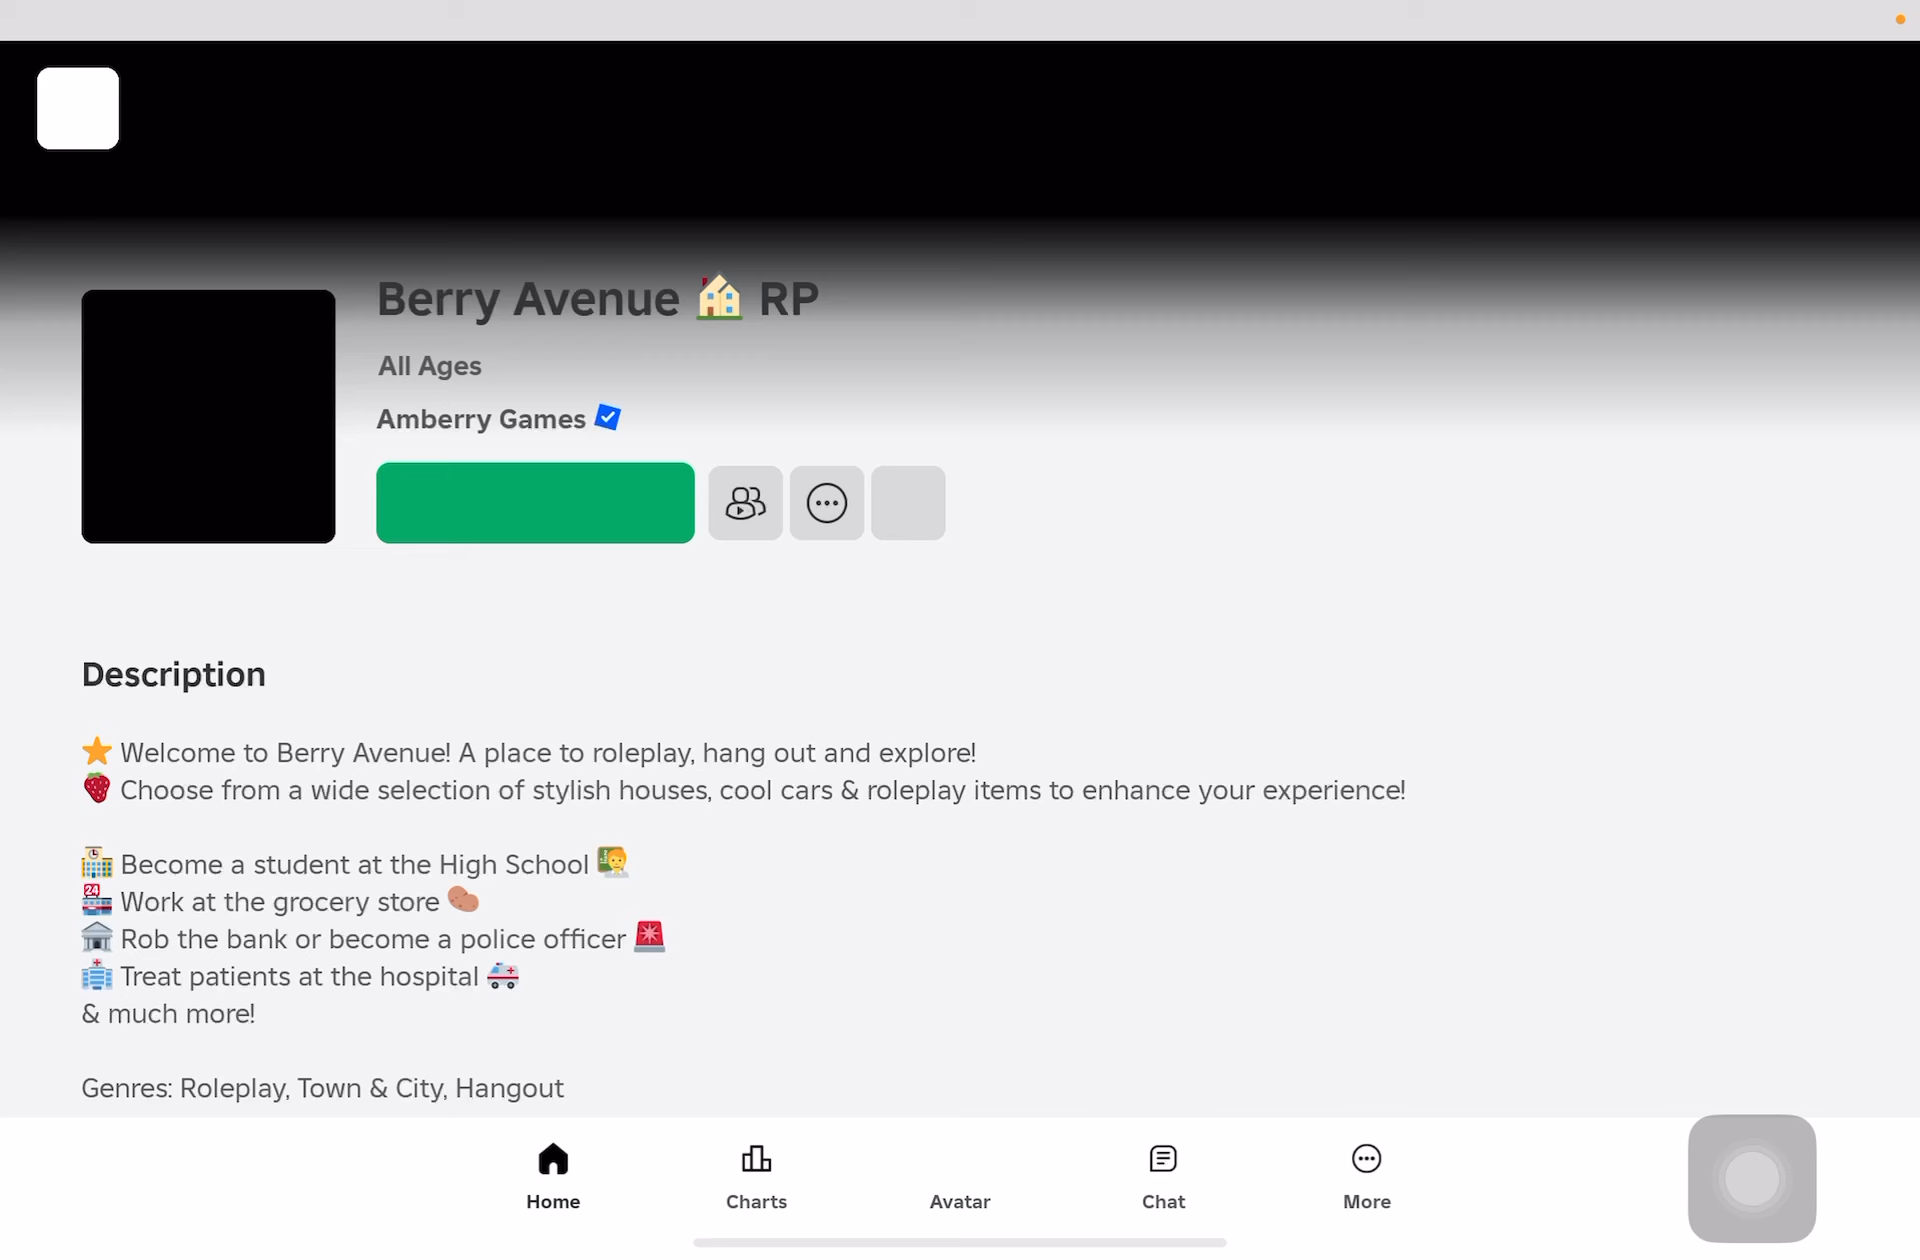 Berry Avenue 🏠 RP
All Ages
Amberry Games
Description
⭐ Welcome to Berry Avenue! A place to roleplay, hang out and explore!
🍓 Choose from a wide selection of stylish houses, cool cars & roleplay items to enhance your experience!
🏫 Become a student at the High School 🧑‍🏫
🏪 Work at the grocery store 🥔
🏛️ Rob the bank or become a police officer 🚨
🏥 Treat patients at the hospital 🚑
& much more!
Genres: Roleplay, Town & City, Hangout
Home
Charts
Avatar
Chat
More